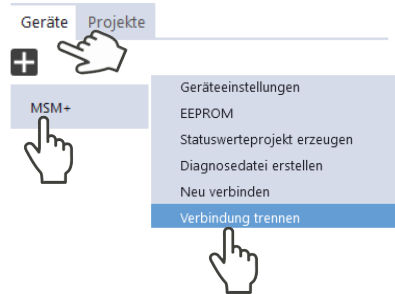 Geräte Projekte
MSM+
Geräteeinstellungen
EEPROM
Statuswerteprojekt erzeugen
Diagnosedatei erstellen
Neu verbinden
Verbindung trennen